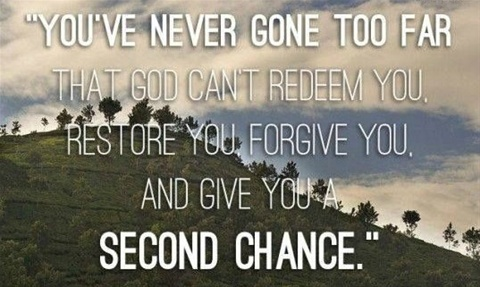 "YOU'VE NEVER GONE TOO FAR
THAT GOD CAN'T REDEEM YOU,
RESTORE YOU, FORGIVE YOU,
AND GIVE YOU A
SECOND CHANCE."